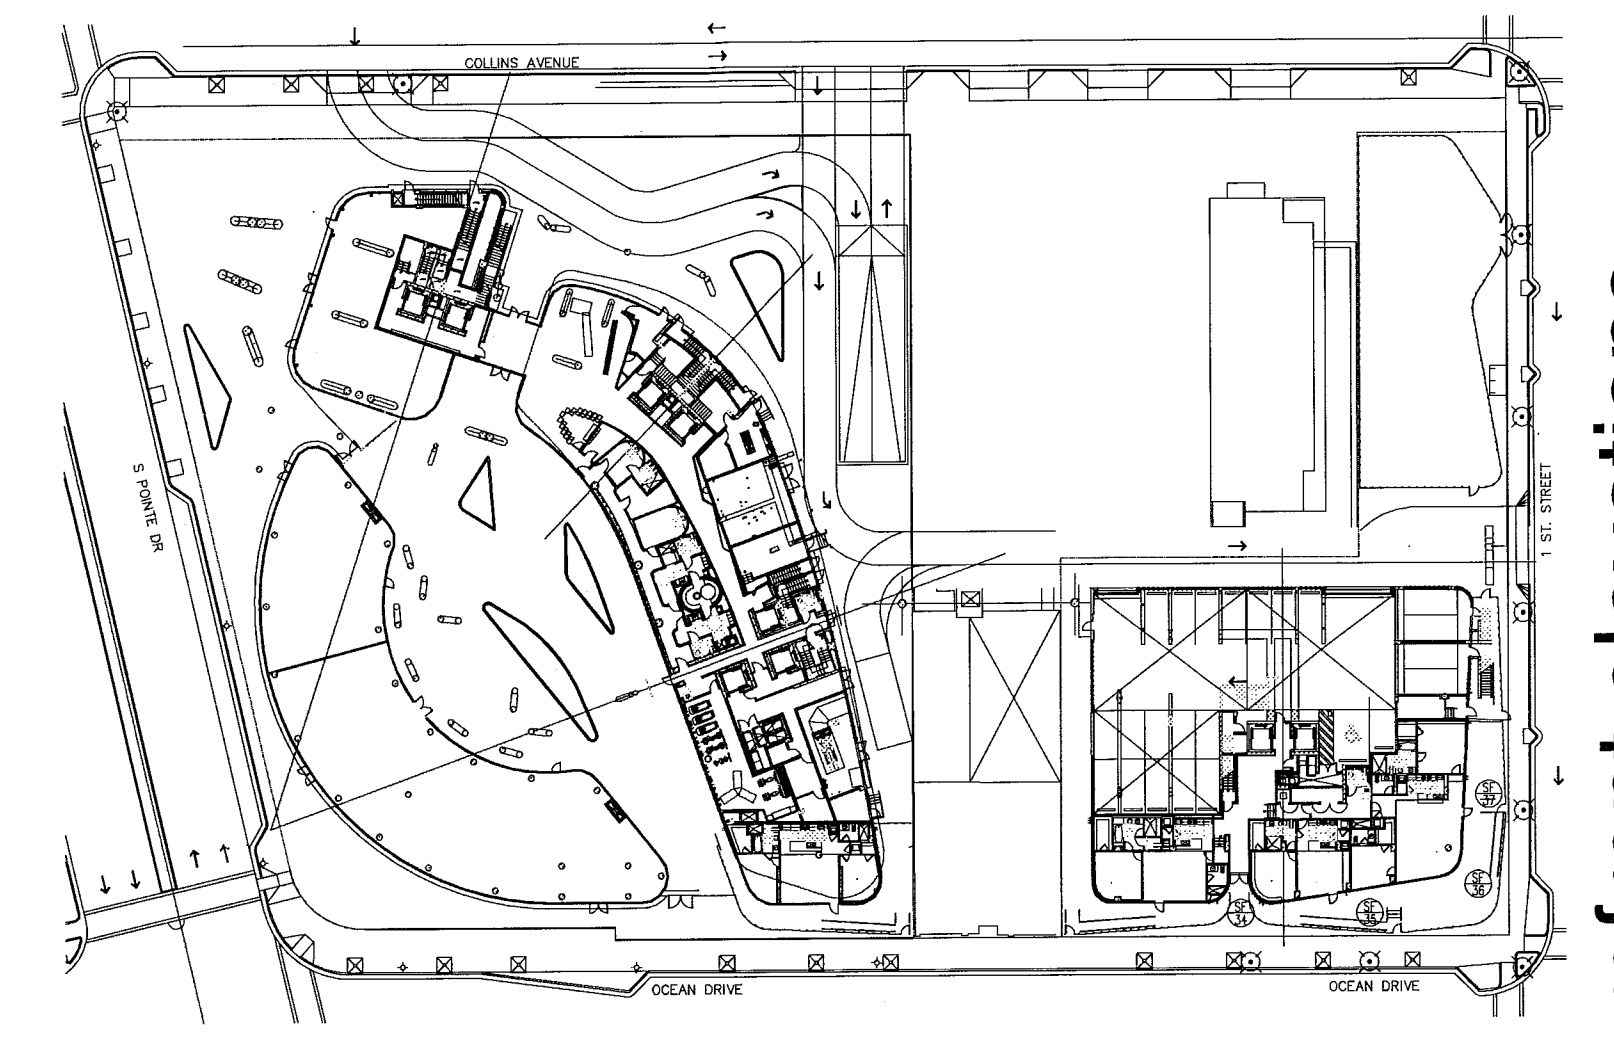 COLLINS AVENUE
S POINTE DR
1 ST. STREET
SF
37
SF
36
SF
34
SF
35
OCEAN DRIVE
OCEAN DRIVE